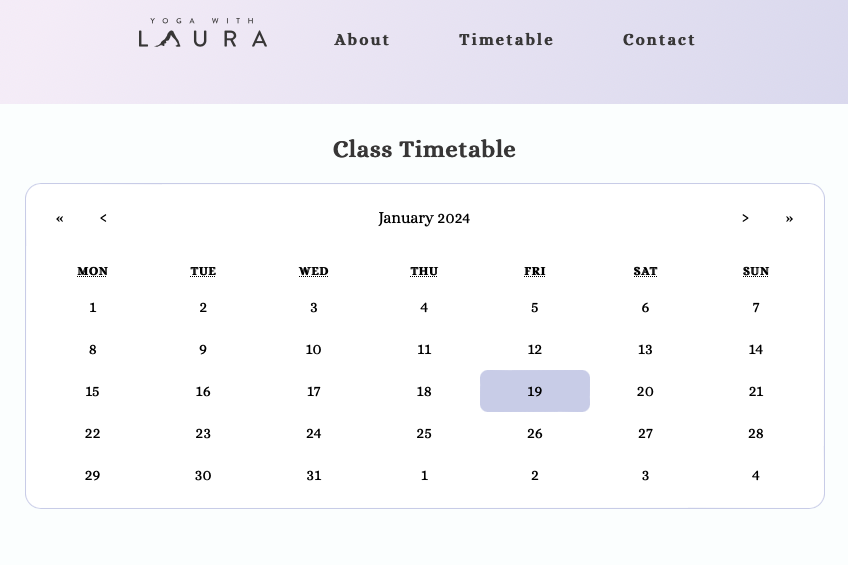 YOGA WITH
LAURA
About Timetable Contact
Class Timetable
« < January 2024 > »
MON TUE WED THU FRI SAT SUN
1 2 3 4 5 6 7
8 9 10 11 12 13 14
15 16 17 18 19 20 21
22 23 24 25 26 27 28
29 30 31 1 2 3 4